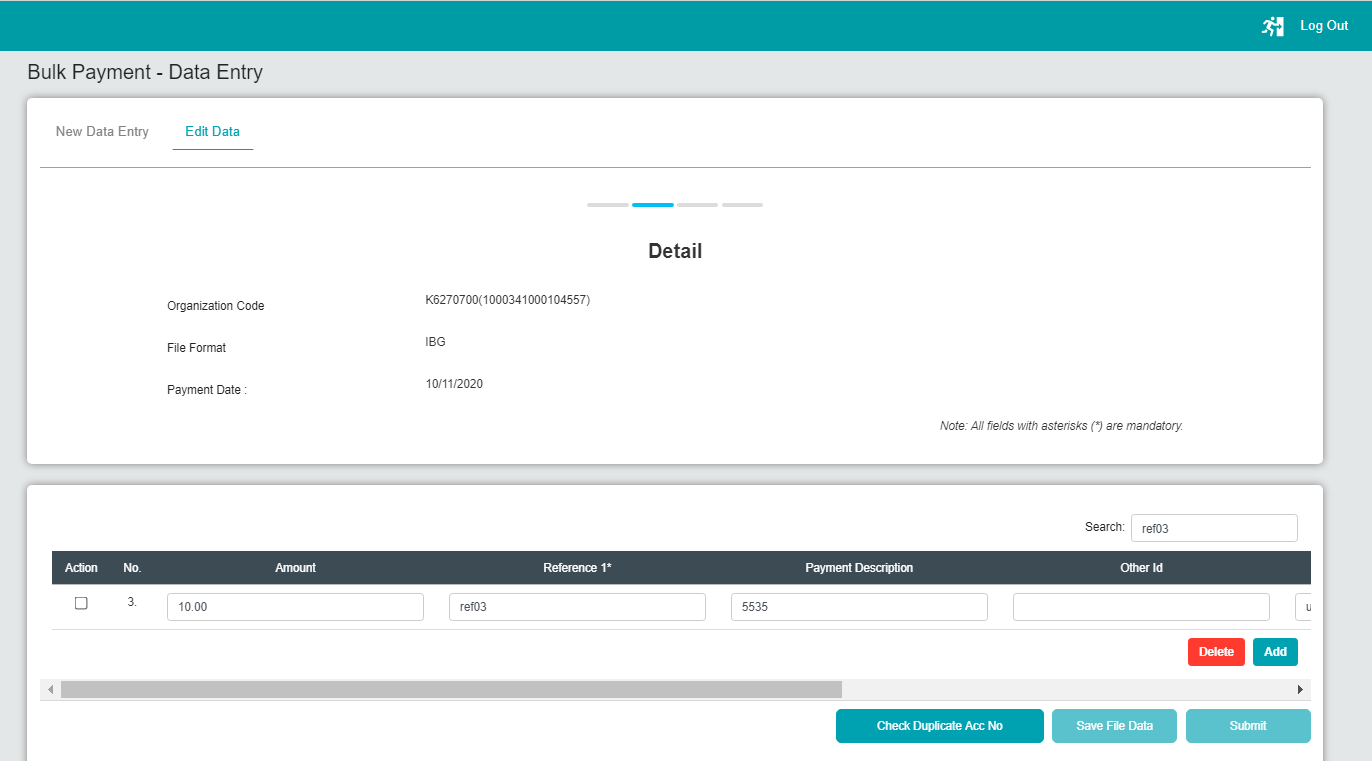 Log Out
Bulk Payment - Data Entry
New Data Entry Edit Data
Detail
Organization Code K6270700(1000341000104557)
File Format IBG
Payment Date : 10/11/2020
Note: All fields with asterisks (*) are mandatory.
Search: ref03
Action No. Amount Reference 1* Payment Description Other Id
3. 10.00 ref03 5535 u
Delete Add
Check Duplicate Acc No Save File Data Submit